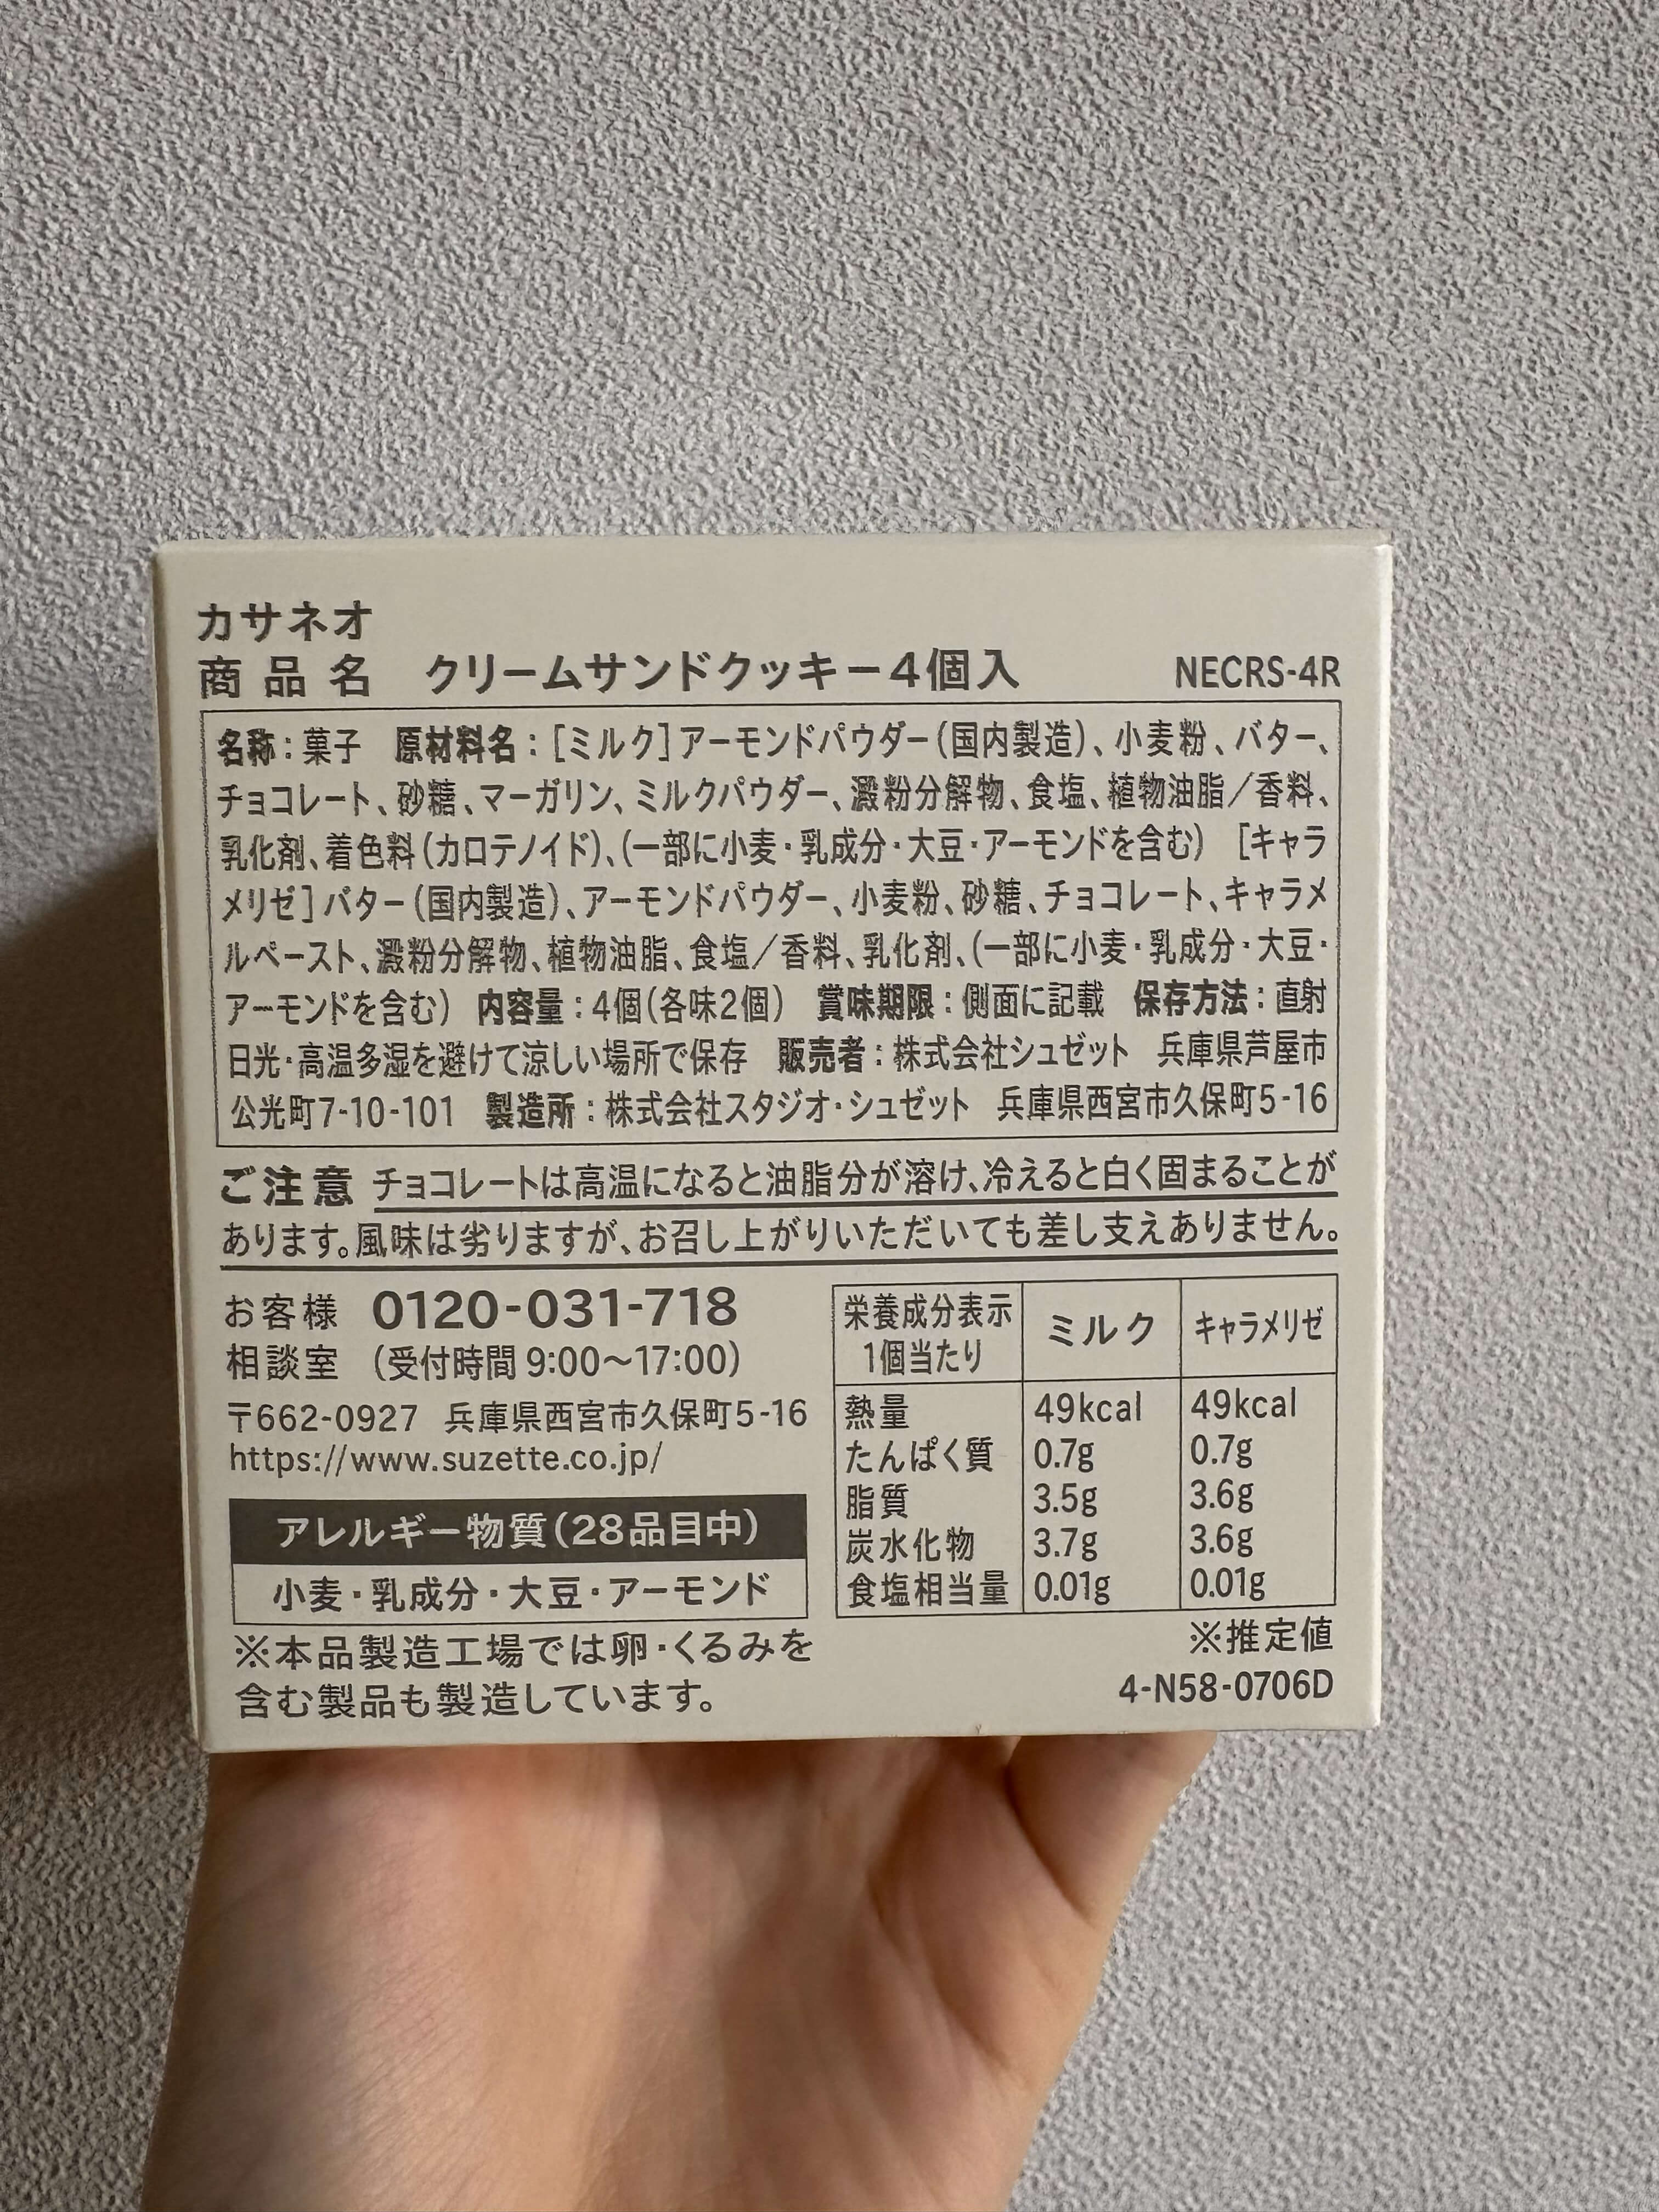 カサネオ
商品名 クリームサンドクッキー4個入 NECRS-4R
名称：菓子 原材料名：［ミルク］アーモンドパウダー（国内製造）、小麦粉、バター、
チョコレート、砂糖、マーガリン、ミルクパウダー、澱粉分解物、食塩、植物油脂／香料、
乳化剤、着色料（カロテノイド）、（一部に小麦・乳成分・大豆・アーモンドを含む） ［キャラ
メリゼ］バター（国内製造）、アーモンドパウダー、小麦粉、砂糖、チョコレート、キャラメ
ルペースト、澱粉分解物、植物油脂、食塩／香料、乳化剤、（一部に小麦・乳成分・大豆・
アーモンドを含む） 内容量：4個（各味2個） 賞味期限：側面に記載 保存方法：直射
日光・高温多湿を避けて涼しい場所で保存 販売者：株式会社シュゼット 兵庫県芦屋市
公光町7-10-101 製造所：株式会社スタジオ・シュゼット 兵庫県西宮市久保町5-16
ご注意 チョコレートは高温になると油脂分が溶け、冷えると白く固まることが
あります。風味は劣りますが、お召し上がりいただいても差し支えありません。
お客様 0120-031-718
相談室 （受付時間 9:00〜17:00）
〒662-0927 兵庫県西宮市久保町5-16
https://www.suzette.co.jp/
アレルギー物質（28品目中）
小麦・乳成分・大豆・アーモンド
※本品製造工場では卵・くるみを
含む製品も製造しています。
栄養成分表示 1個当たり ミルク キャラメリゼ
熱量 49kcal 49kcal
たんぱく質 0.7g 0.7g
脂質 3.5g 3.6g
炭水化物 3.7g 3.6g
食塩相当量 0.01g 0.01g
※推定値
4-N58-0706D